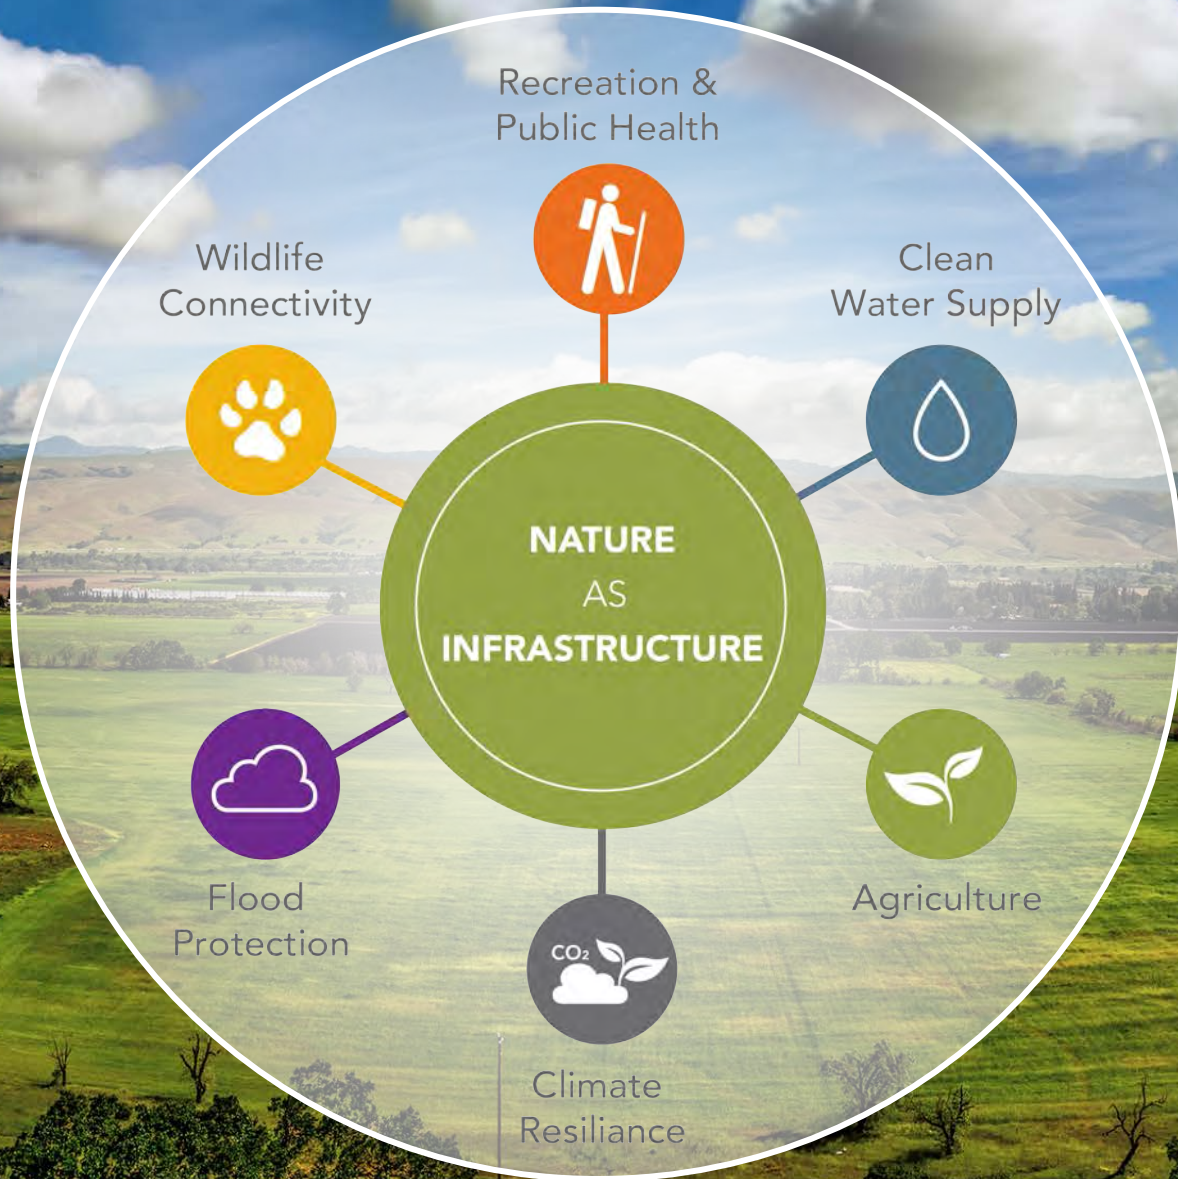 Recreation &
Public Health
Wildlife
Connectivity
Clean
Water Supply
NATURE
AS
INFRASTRUCTURE
Flood
Protection
Agriculture
CO₂
Climate
Resiliance